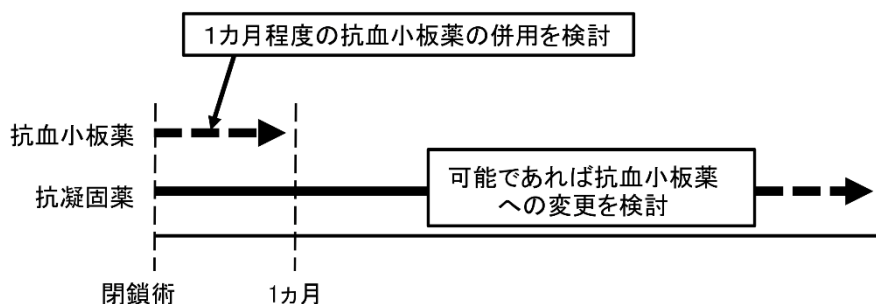 1カ月程度の抗血小板薬の併用を検討
抗血小板薬
抗凝固薬
可能であれば抗血小板薬
への変更を検討
閉鎖術
1ヵ月